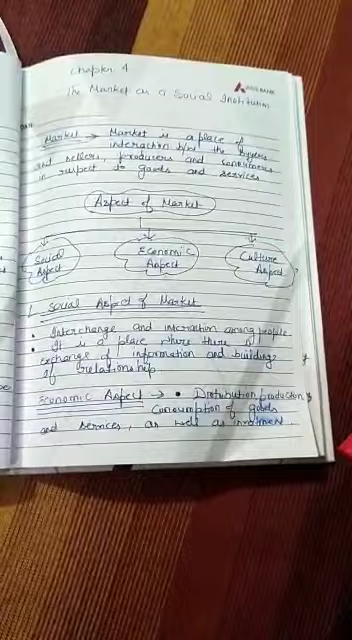 Chapter 4
AXIS BANK
The Market as a Social Institution
Market → Market is a place of
interaction b/w the buyers
and sellers, producers and consumers
in respect to goods and services
Aspect of Market
Social Aspect
Economic Aspect
Culture Aspect
Social Aspect of Market
• Interchange and interaction among people
• It is a place where there is
exchange of information and buildings
of relationship
Economic Aspect → • Distribution, production,
Consumption of goods
and services, as well as